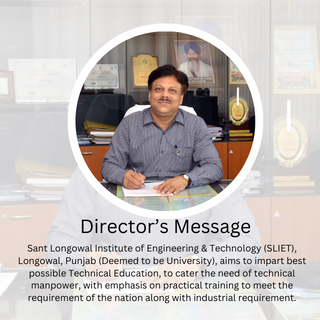 Director's Message
Sant Longowal Institute of Engineering & Technology (SLIET),
Longowal, Punjab (Deemed to be University), aims to impart best
possible Technical Education, to cater the need of technical
manpower, with emphasis on practical training to meet the
requirement of the nation along with industrial requirement.